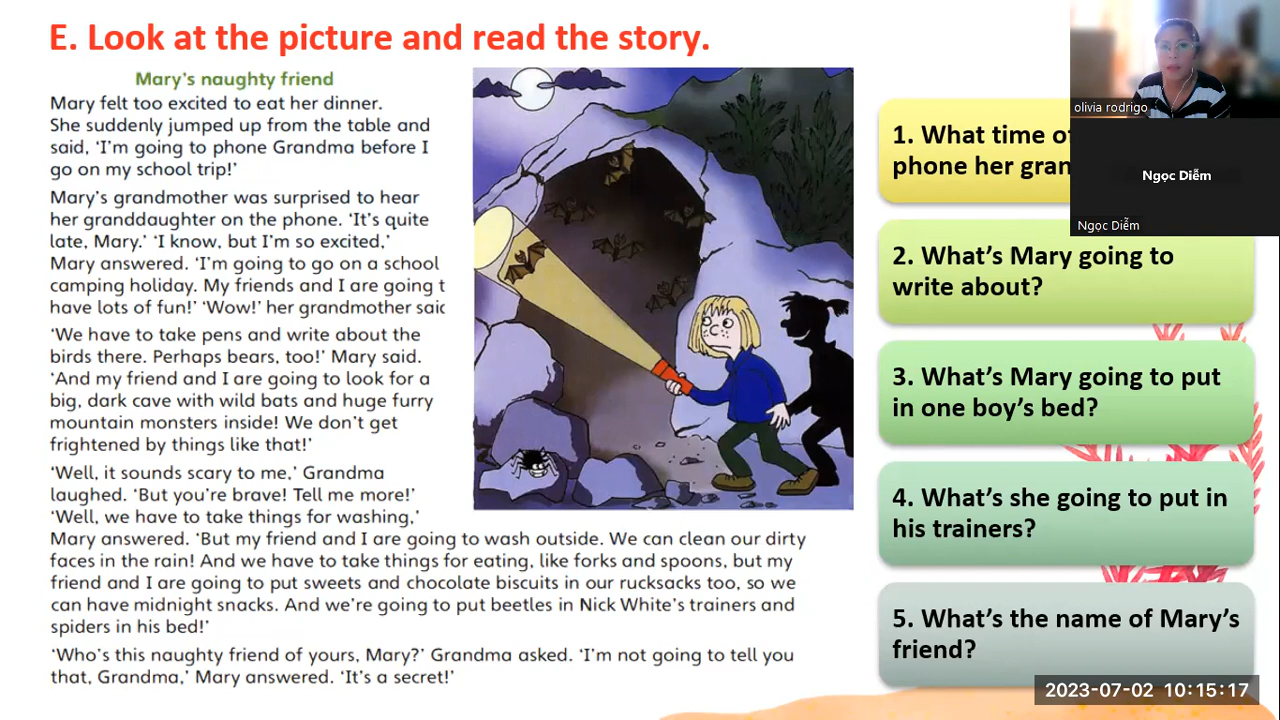 E. Look at the picture and read the story.
Mary's naughty friend
Mary felt too excited to eat her dinner.
She suddenly jumped up from the table and
said, 'I'm going to phone Grandma before I
go on my school trip!'
Mary's grandmother was surprised to hear
her granddaughter on the phone. 'It's quite
late, Mary.' 'I know, but I'm so excited,'
Mary answered. 'I'm going to go on a school
camping holiday. My friends and I are going t
have lots of fun!' 'Wow!' her grandmother said
'We have to take pens and write about the
birds there. Perhaps bears, too!' Mary said.
'And my friend and I are going to look for a
big, dark cave with wild bats and huge furry
mountain monsters inside! We don't get
frightened by things like that!'
'Well, it sounds scary to me,' Grandma
laughed. 'But you're brave! Tell me more!'
'Well, we have to take things for washing,'
Mary answered. 'But my friend and I are going to wash outside. We can clean our dirty
faces in the rain! And we have to take things for eating, like forks and spoons, but my
friend and I are going to put sweets and chocolate biscuits in our rucksacks too, so we
can have midnight snacks. And we're going to put beetles in Nick White's trainers and
spiders in his bed!'
'Who's this naughty friend of yours, Mary?' Grandma asked. 'I'm not going to tell you
that, Grandma,' Mary answered. 'It's a secret!'
1. What time of
phone her gran
2. What's Mary going to
write about?
3. What's Mary going to put
in one boy's bed?
4. What's she going to put in
his trainers?
5. What's the name of Mary's
friend?
olivia rodrigo
Ngọc Diễm
Ngọc Diễm
2023-07-02 10:15:17